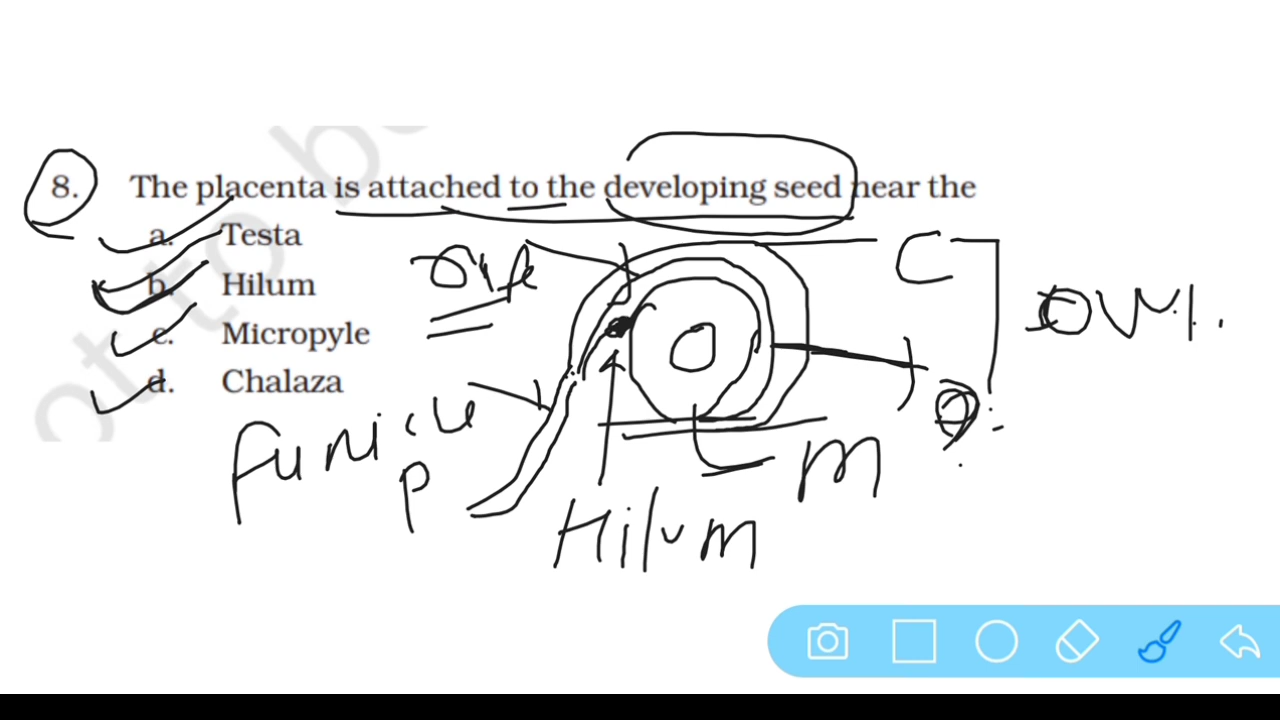 8. The placenta is attached to the developing seed near the
a. Testa
b. Hilum
c. Micropyle
d. Chalaza
C
funicle
P
M
Hilum